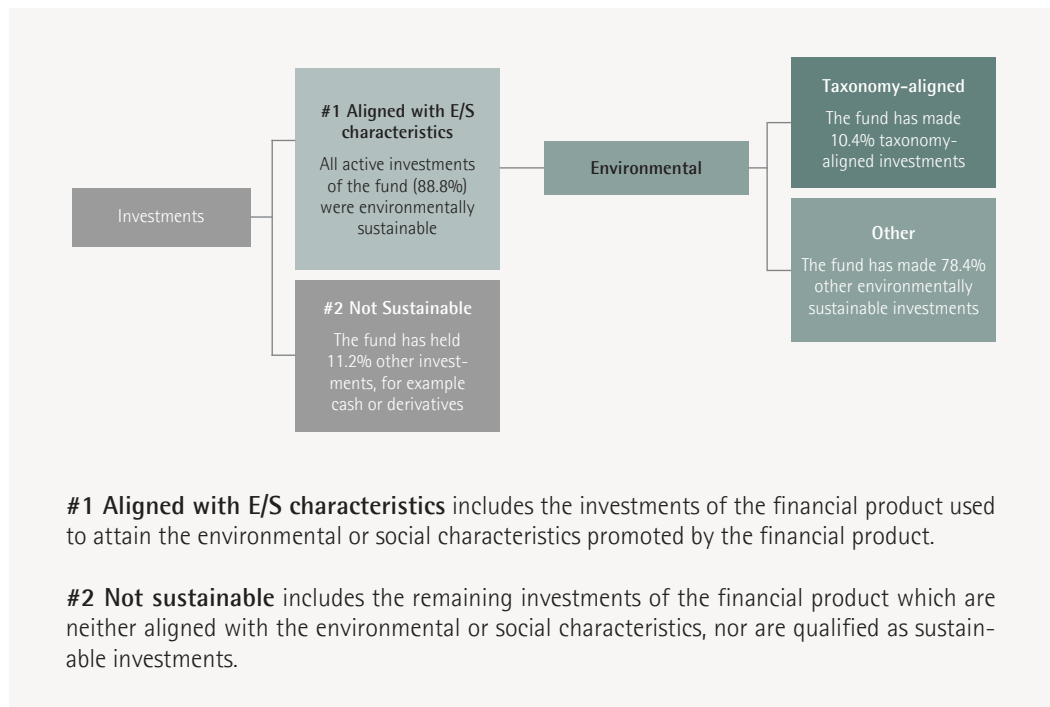 Investments
#1 Aligned with E/S
characteristics
All active investments
of the fund (88.8%)
were environmentally
sustainable
#2 Not Sustainable
The fund has held
11.2% other invest-
ments, for example
cash or derivatives
Environmental
Taxonomy-aligned
The fund has made
10.4% taxonomy-
aligned investments
Other
The fund has made 78.4%
other environmentally
sustainable investments
#1 Aligned with E/S characteristics includes the investments of the financial product used
to attain the environmental or social characteristics promoted by the financial product.
#2 Not sustainable includes the remaining investments of the financial product which are
neither aligned with the environmental or social characteristics, nor are qualified as sustain-
able investments.